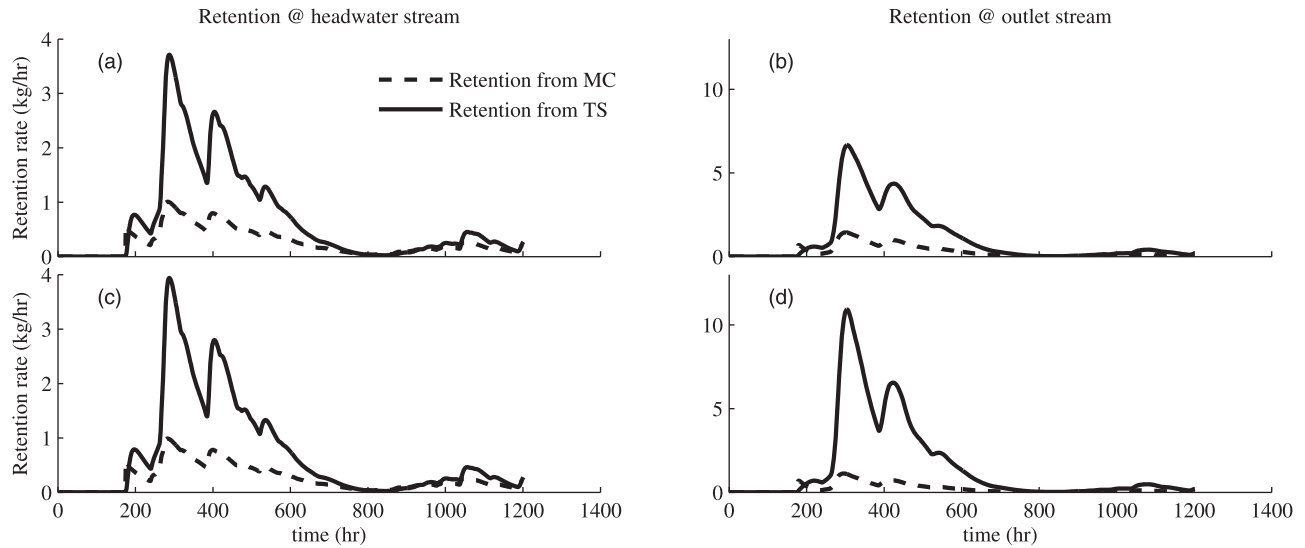 Retention @ headwater stream
Retention @ outlet stream
Retention rate (kg/hr)
4
3
2
1
0
(a)
Retention from MC
Retention from TS
10
5
0
(b)
Retention rate (kg/hr)
4
3
2
1
0
(c)
0 200 400 600 800 1000 1200 1400
time (hr)
10
5
0
(d)
0 200 400 600 800 1000 1200 1400
time (hr)